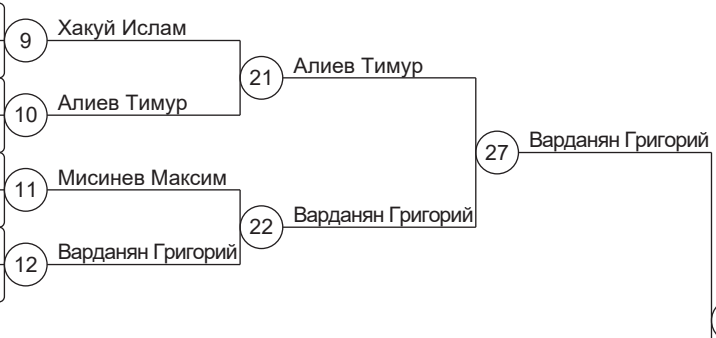 9 Хакуй Ислам
21 Алиев Тимур
10 Алиев Тимур
27 Варданян Григорий
11 Мисинев Максим
22 Варданян Григорий
12 Варданян Григорий